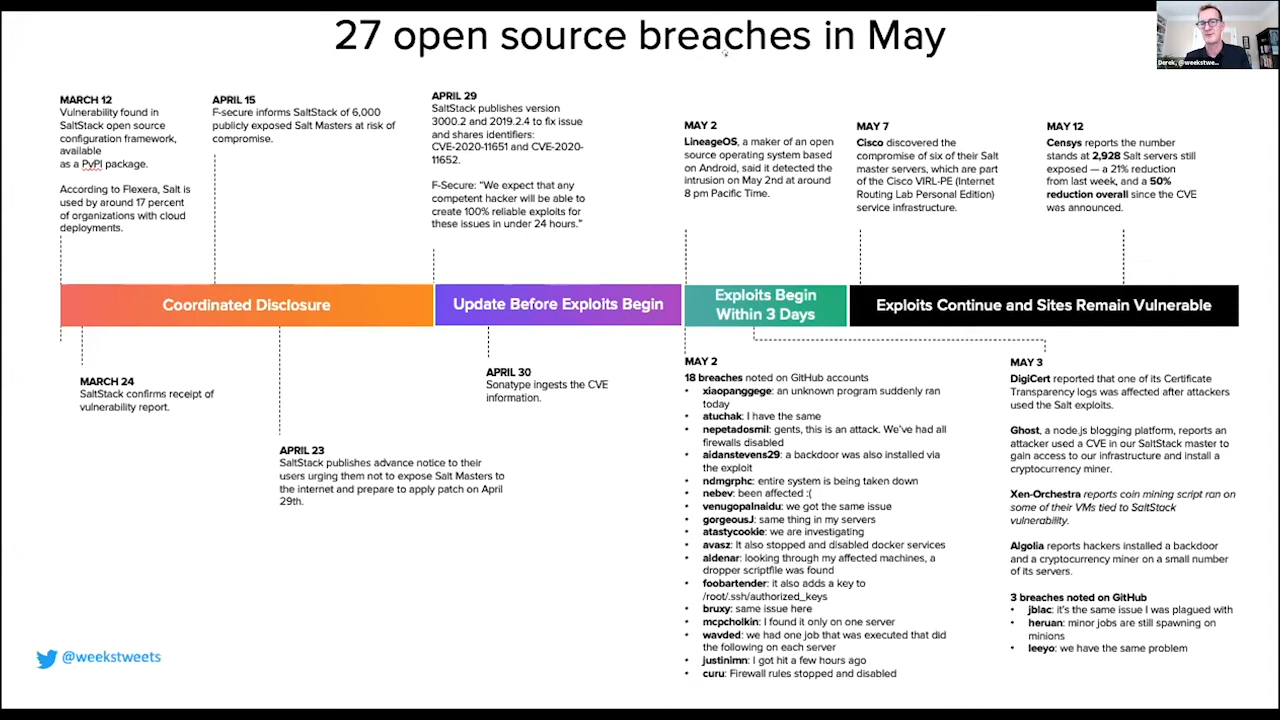 27 open source breaches in May
Derek, @weekstwe...
MARCH 12
Vulnerability found in
SaltStack open source
configuration framework,
available
as a PvPI package.
According to Flexera, Salt is
used by around 17 percent
of organizations with cloud
deployments.
APRIL 15
F-secure informs SaltStack of 6,000
publicly exposed Salt Masters at risk of
compromise.
APRIL 29
SaltStack publishes version
3000.2 and 2019.2.4 to fix issue
and shares identifiers:
CVE-2020-11651 and CVE-2020-
11652.
F-Secure: “We expect that any
competent hacker will be able to
create 100% reliable exploits for
these issues in under 24 hours.”
MAY 2
LineageOS, a maker of an open
source operating system based
on Android, said it detected the
intrusion on May 2nd at around
8 pm Pacific Time.
MAY 7
Cisco discovered the
compromise of six of their Salt
master servers, which are part
of the Cisco VIRL-PE (Internet
Routing Lab Personal Edition)
service infrastructure.
MAY 12
Censys reports the number
stands at 2,928 Salt servers still
exposed — a 21% reduction
from last week, and a 50%
reduction overall since the CVE
was announced.
Coordinated Disclosure
Update Before Exploits Begin
Exploits Begin
Within 3 Days
Exploits Continue and Sites Remain Vulnerable
MARCH 24
SaltStack confirms receipt of
vulnerability report.
APRIL 23
SaltStack publishes advance notice to their
users urging them not to expose Salt Masters to
the internet and prepare to apply patch on April
29th.
APRIL 30
Sonatype ingests the CVE
information.
MAY 2
18 breaches noted on GitHub accounts
• xiaopanggege: an unknown program suddenly ran
today
• atuchak: I have the same
• nepetadosmil: gents, this is an attack. We've had all
firewalls disabled
• aidanstevens29: a backdoor was also installed via
the exploit
• ndmgrphc: entire system is being taken down
• nebev: been affected :(
• venugopalnaidu: we got the same issue
• gorgeousJ: same thing in my servers
• atastycookie: we are investigating
• avasz: It also stopped and disabled docker services
• aldenar: looking through my affected machines, a
dropper scriptfile was found
• foobartender: it also adds a key to
/root/.ssh/authorized_keys
• bruxy: same issue here
• mcpcholkin: I found it only on one server
• wavded: we had one job that was executed that did
the following on each server
• justinimn: I got hit a few hours ago
• curu: Firewall rules stopped and disabled
MAY 3
DigiCert reported that one of its Certificate
Transparency logs was affected after attackers
used the Salt exploits.
Ghost, a node.js blogging platform, reports an
attacker used a CVE in our SaltStack master to
gain access to our infrastructure and install a
cryptocurrency miner.
Xen-Orchestra reports coin mining script ran on
some of their VMs tied to SaltStack
vulnerability.
Algolia reports hackers installed a backdoor
and a cryptocurrency miner on a small number
of its servers.
3 breaches noted on GitHub
• jblac: it's the same issue I was plagued with
• heruan: minor jobs are still spawning on
minions
• leeyo: we have the same problem
@weekstweets